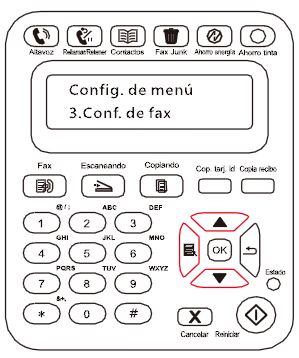 Altavoz Rellamar/Retener Contactos Fax Junk Ahorro energía Ahorro tinta
Config. de menú
3.Conf. de fax
Fax Escaneando Copiando Cop. tarj. id Copia recibo
@/: ABC DEF
1 2 3
GHI JKL MNO
4 5 6 OK
PQRS TUV WXYZ Estado
7 8 9
&+,
* 0 # X
Cancelar Reiniciar